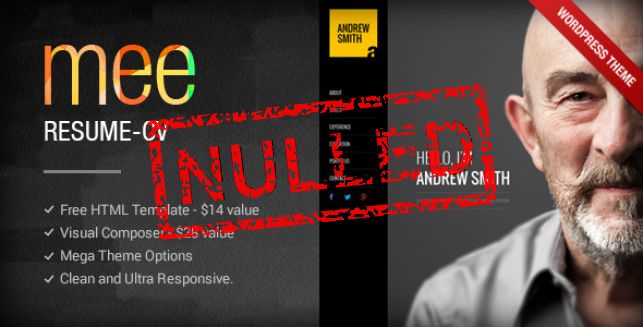 mee
RESUME-CV
Free HTML Template - $14 value
Visual Composer - $25 value
Mega Theme Options
Clean and Ultra Responsive.
ANDREW
SMITH
a
ABOUT
EXPERIENCE
CONTACT
HELLO, I'M
ANDREW SMITH
WORDPRESS THEME
NULLED